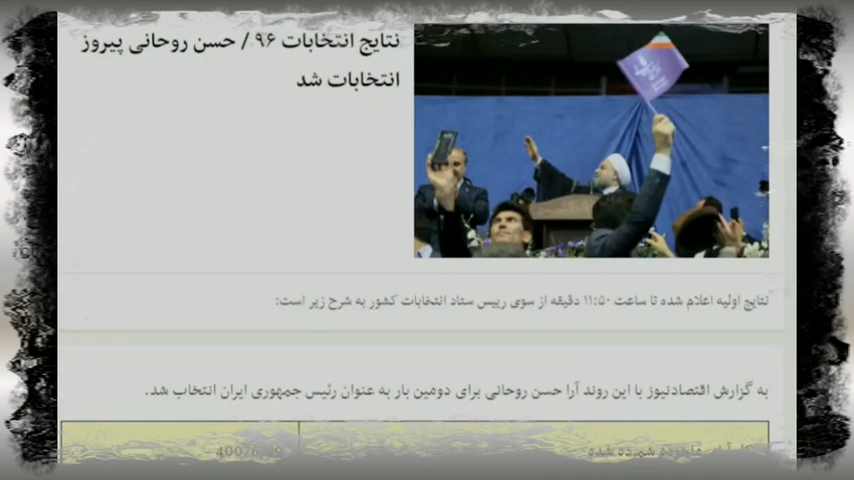 نتایج انتخابات ۹۶ / حسن روحانی پیروز
انتخابات شد
نتایج اولیه اعلام شده تا ساعت ۱۱:۵۰ دقیقه از سوی رییس ستاد انتخابات کشور به شرح زیر است:
به گزارش اقتصادنیوز با این روند آرا حسن روحانی برای دومین بار به عنوان رئیس جمهوری ایران انتخاب شد.
شده